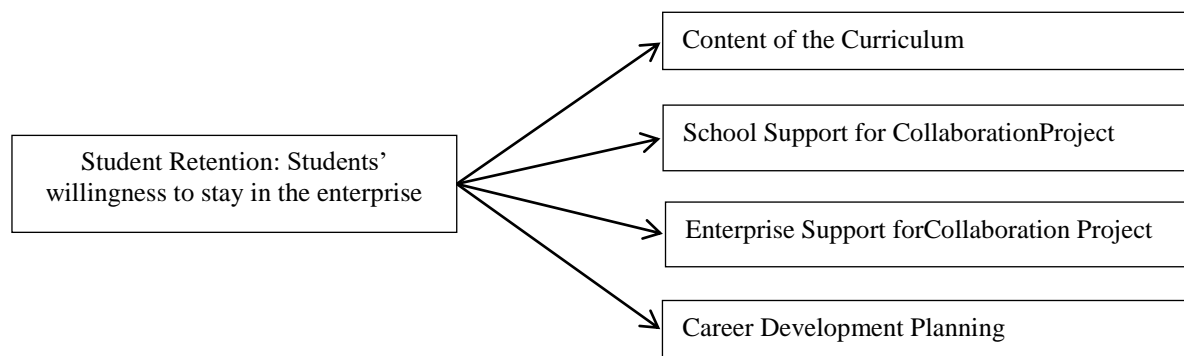 Student Retention: Students’
willingness to stay in the enterprise
Content of the Curriculum
School Support for CollaborationProject
Enterprise Support forCollaboration Project
Career Development Planning